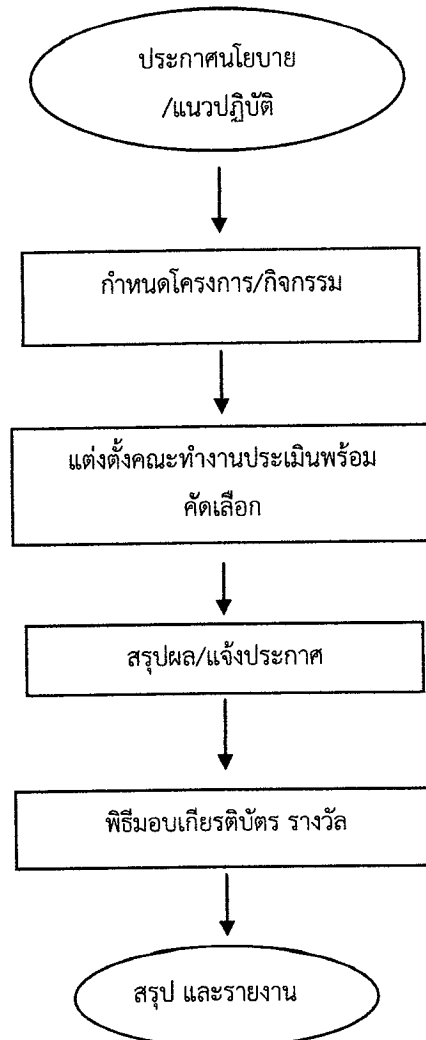 ประกาศนโยบาย
/แนวปฏิบัติ
กำหนดโครงการ/กิจกรรม
แต่งตั้งคณะทำงานประเมินพร้อม
คัดเลือก
สรุปผล/แจ้งประกาศ
พิธีมอบเกียรติบัตร รางวัล
สรุป และรายงาน